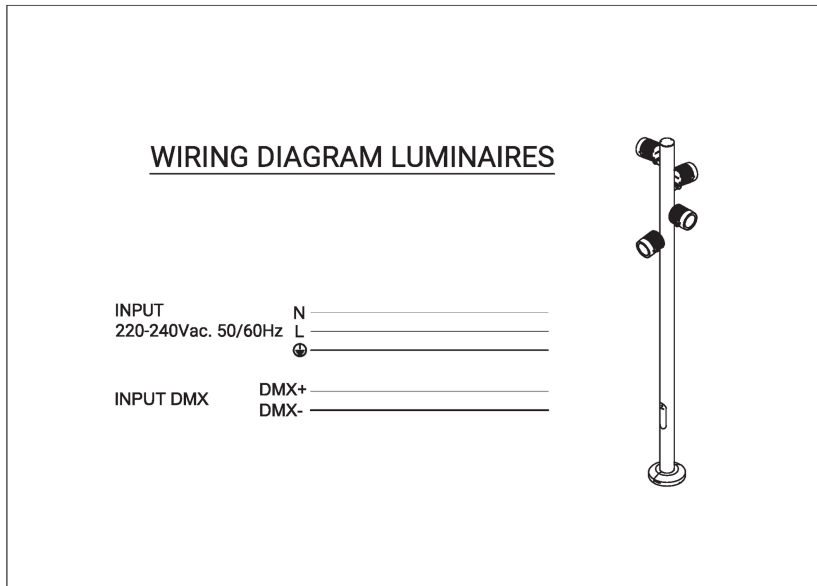 WIRING DIAGRAM LUMINAIRES
INPUT
220-240Vac. 50/60Hz
N
L
INPUT DMX
DMX+
DMX-